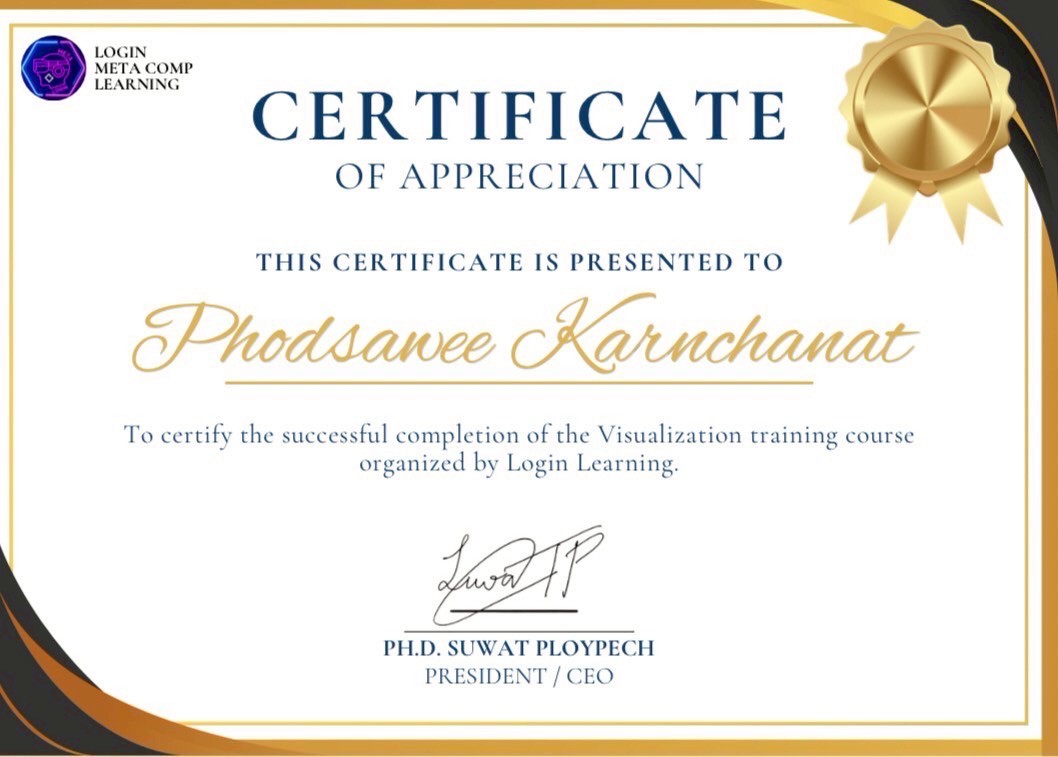 LOGIN
META COMP
LEARNING
CERTIFICATE
OF APPRECIATION
THIS CERTIFICATE IS PRESENTED TO
Phodsawee Karnchanat
To certify the successful completion of the Visualization training course
organized by Login Learning.
PH.D. SUWAT PLOYPECH
PRESIDENT / CEO